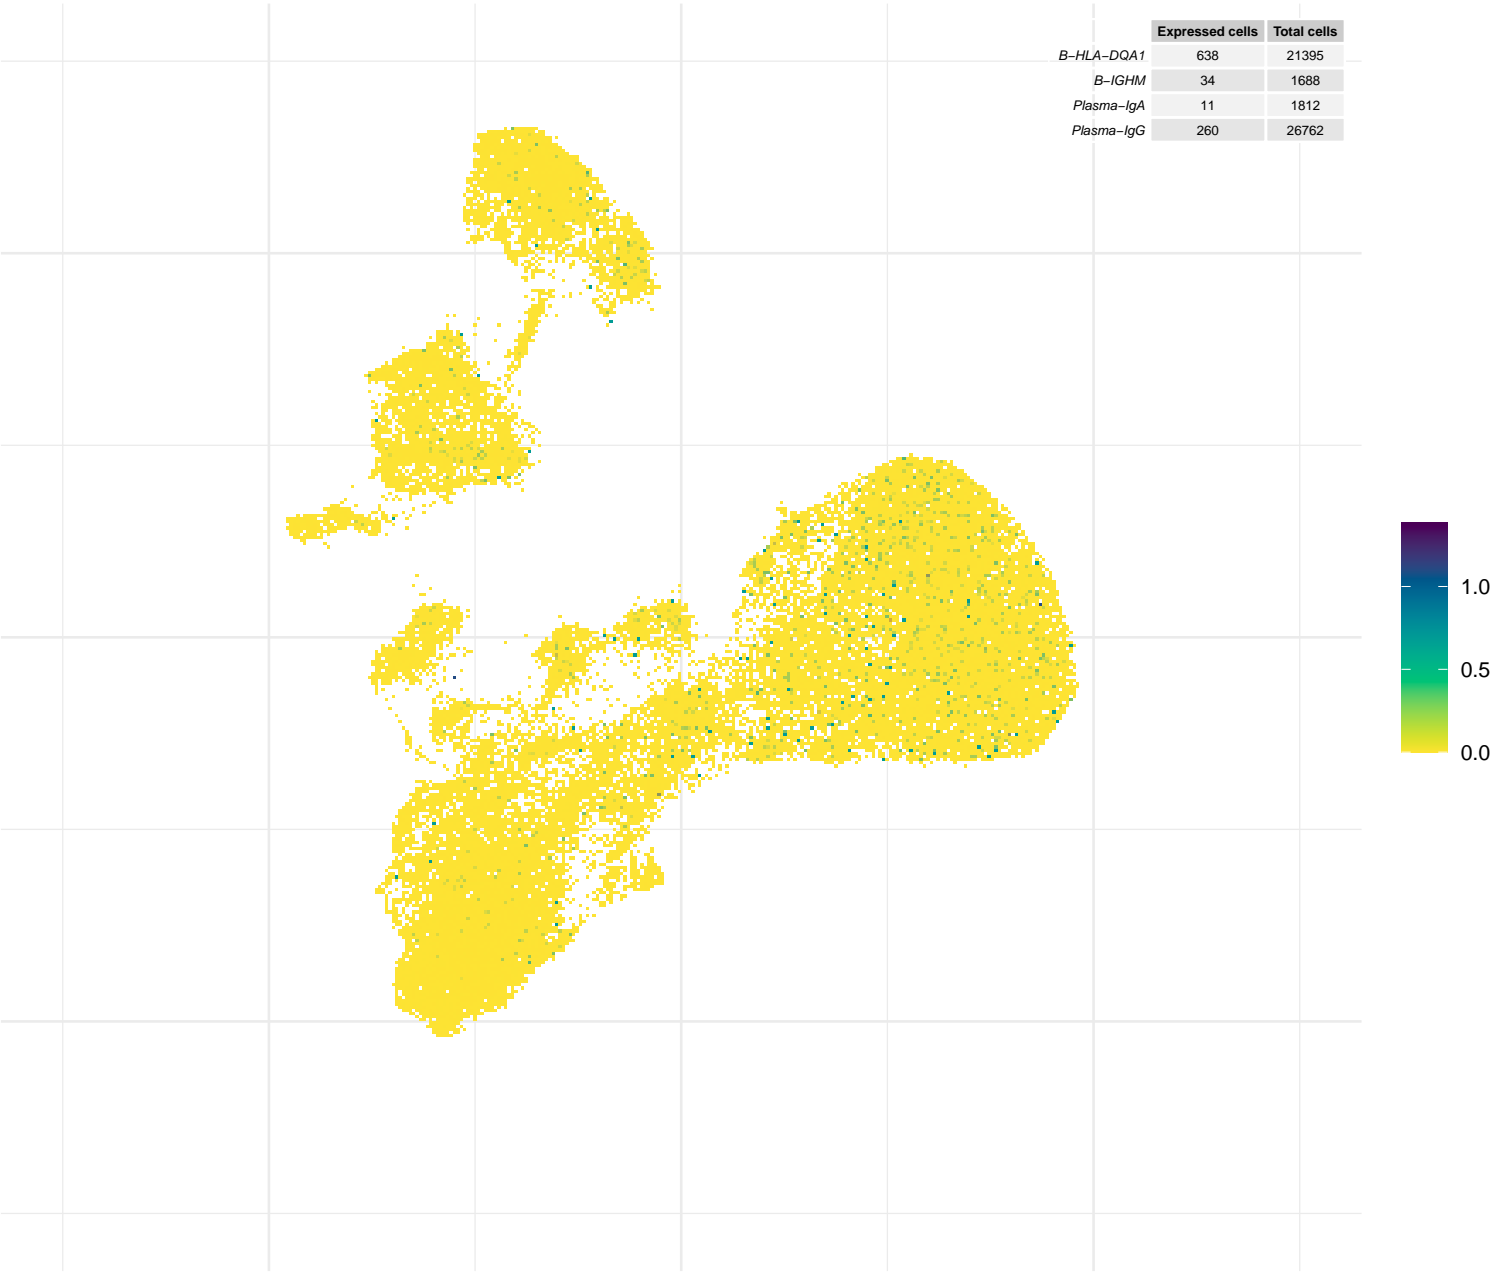 Expressed cells Total cells
B−HLA−DQA1 638 21395
B−IGHM 34 1688
Plasma−IgA 11 1812
Plasma−IgG 260 26762
1.0
0.5
0.0